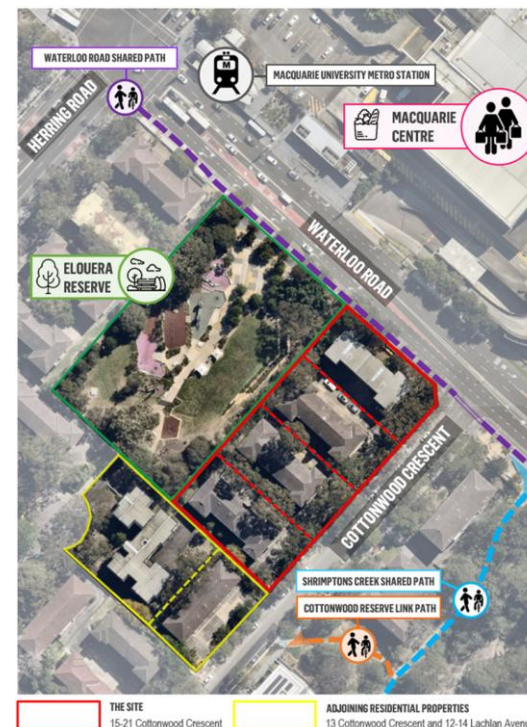 WATERLOO ROAD SHARED PATH
HERRING ROAD
M
MACQUARIE UNIVERSITY METRO STATION
MACQUARIE
CENTRE
ELOUERA
RESERVE
WATERLOO ROAD
COTTONWOOD CRESCENT
SHRIMPTONS CREEK SHARED PATH
COTTONWOOD RESERVE LINK PATH
THE SITE
15-21 Cottonwood Crescent
ADJOINING RESIDENTIAL PROPERTIES
13 Cottonwood Crescent and 12-14 Lachlan Avenu